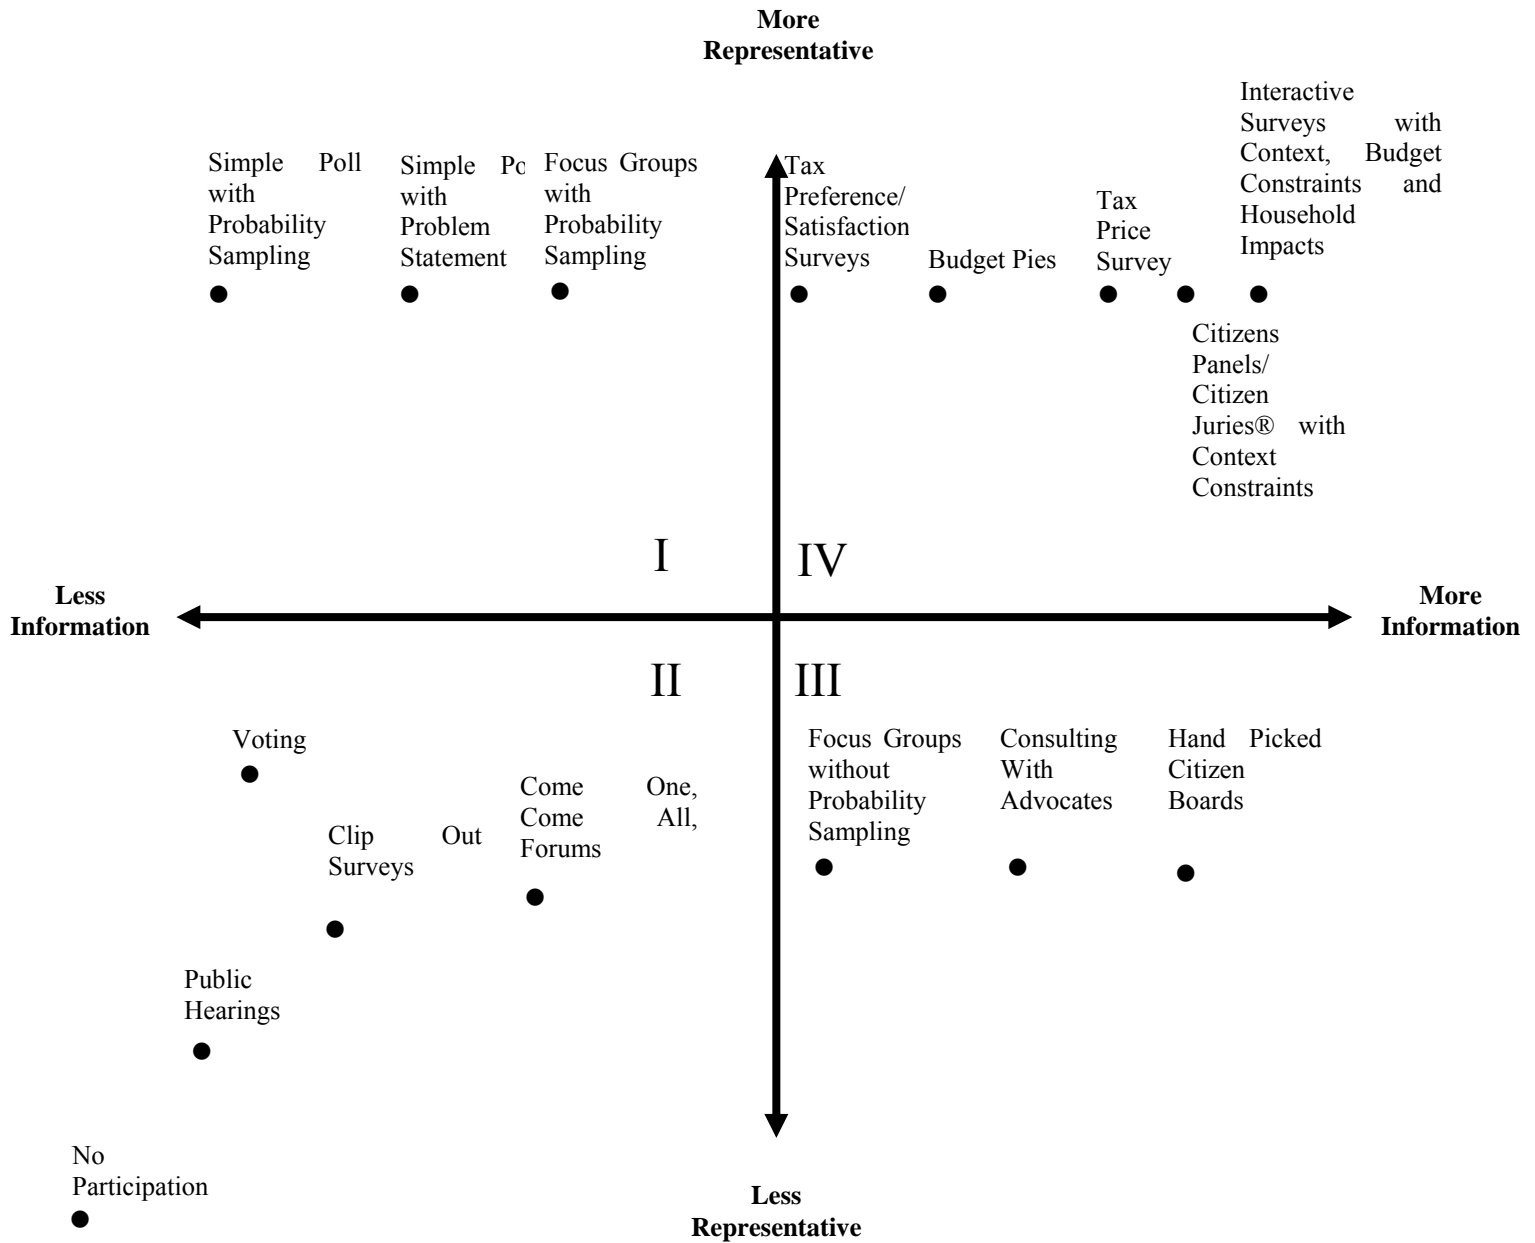 More
Representative
Simple Poll
with
Probability
Sampling
Simple Po
with
Problem
Statement
Focus Groups
with
Probability
Sampling
Tax
Preference/
Satisfaction
Surveys
Budget Pies
Tax
Price
Survey
Interactive
Surveys with
Context, Budget
Constraints and
Household
Impacts
Citizens
Panels/
Citizen
Juries® with
Context
Constraints
I
IV
Less
Information
More
Information
II
III
Voting
Clip Out
Surveys
Come One,
Come All,
Forums
Focus Groups
without
Probability
Sampling
Consulting
With
Advocates
Hand Picked
Citizen
Boards
Public
Hearings
No
Participation
Less
Representative